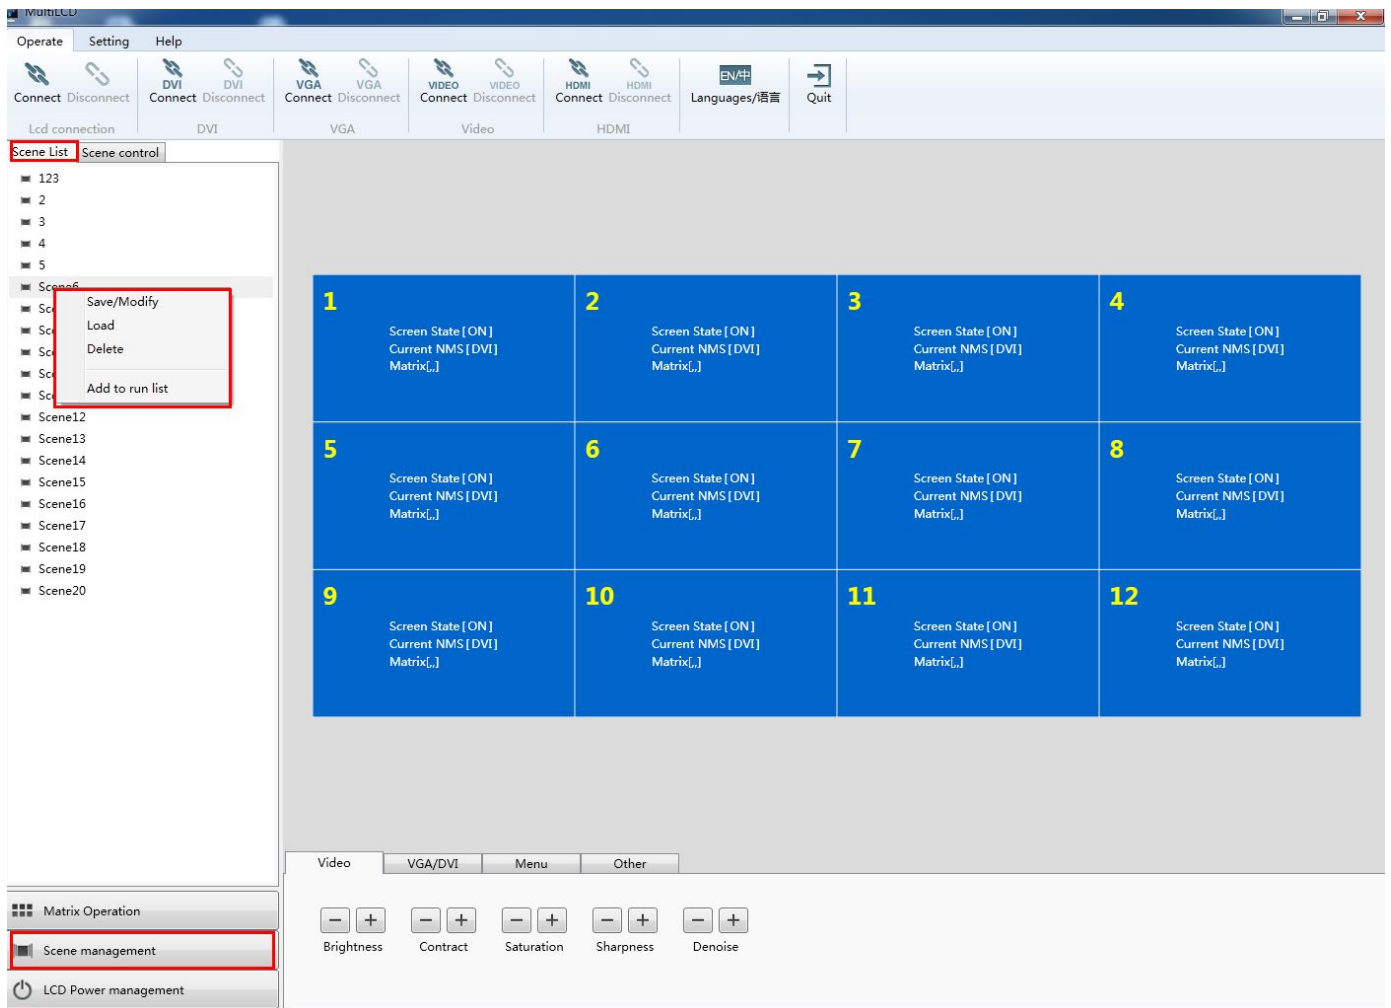 MultiLCD
Operate Setting Help
DVI DVI VGA VGA VIDEO VIDEO HDMI HDMI EN/中
Connect Disconnect Connect Disconnect Connect Disconnect Connect Disconnect Connect Disconnect Languages/语言 Quit
Lcd connection DVI VGA Video HDMI
Scene List Scene control
123
2
3
4
5
Scene6
Save/Modify
Load
Delete
Add to run list
Scene12
Scene13
Scene14
Scene15
Scene16
Scene17
Scene18
Scene19
Scene20
1 2 3 4
Screen State[ON] Screen State[ON] Screen State[ON] Screen State[ON]
Current NMS[DVI] Current NMS[DVI] Current NMS[DVI] Current NMS[DVI]
Matrix[,,] Matrix[,,] Matrix[,,] Matrix[,,]
5 6 7 8
Screen State[ON] Screen State[ON] Screen State[ON] Screen State[ON]
Current NMS[DVI] Current NMS[DVI] Current NMS[DVI] Current NMS[DVI]
Matrix[,,] Matrix[,,] Matrix[,,] Matrix[,,]
9 10 11 12
Screen State[ON] Screen State[ON] Screen State[ON] Screen State[ON]
Current NMS[DVI] Current NMS[DVI] Current NMS[DVI] Current NMS[DVI]
Matrix[,,] Matrix[,,] Matrix[,,] Matrix[,,]
Video VGA/DVI Menu Other
Brightness Contract Saturation Sharpness Denoise
Matrix Operation
Scene management
LCD Power management